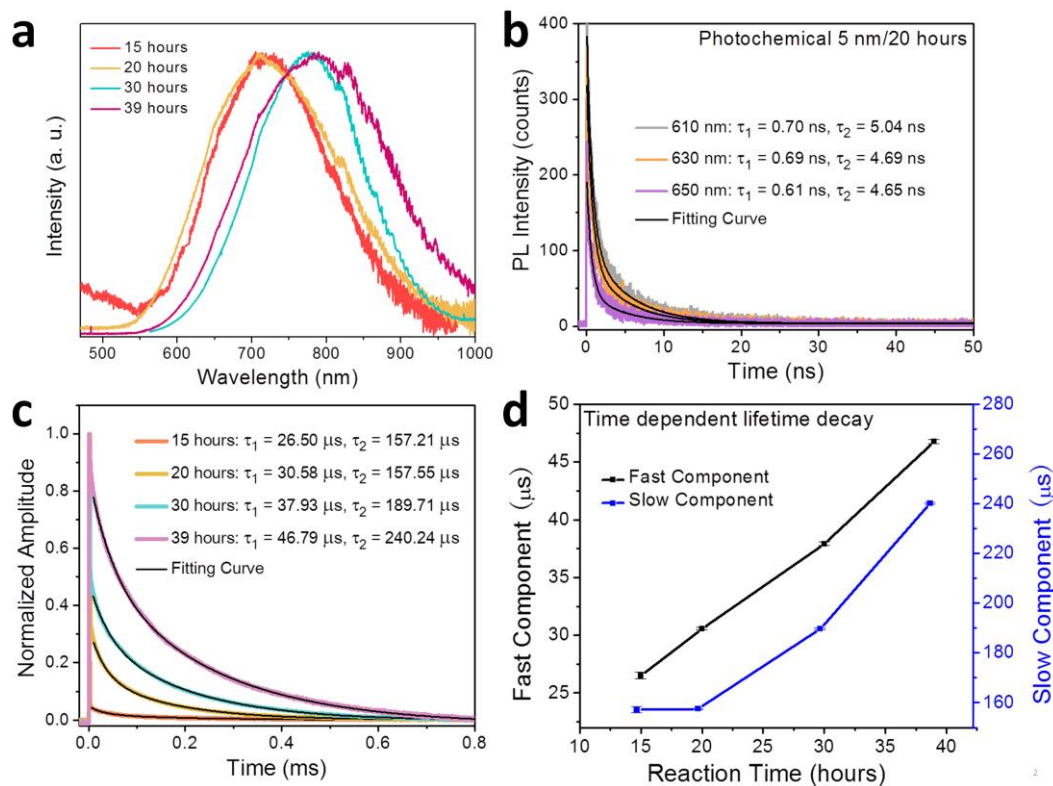 a
15 hours
20 hours
30 hours
39 hours
Intensity (a. u.)
500 600 700 800 900 1000
Wavelength (nm)
b
Photochemical 5 nm/20 hours
610 nm: τ1 = 0.70 ns, τ2 = 5.04 ns
630 nm: τ1 = 0.69 ns, τ2 = 4.69 ns
650 nm: τ1 = 0.61 ns, τ2 = 4.65 ns
Fitting Curve
PL Intensity (counts)
400
300
200
100
0
0 10 20 30 40 50
Time (ns)
c
15 hours: τ1 = 26.50 μs, τ2 = 157.21 μs
20 hours: τ1 = 30.58 μs, τ2 = 157.55 μs
30 hours: τ1 = 37.93 μs, τ2 = 189.71 μs
39 hours: τ1 = 46.79 μs, τ2 = 240.24 μs
Fitting Curve
Normalized Amplitude
1.0
0.8
0.6
0.4
0.2
0.0
0.0 0.2 0.4 0.6 0.8
Time (ms)
d
Time dependent lifetime decay
Fast Component
Slow Component
Fast Component (μs)
50
45
40
35
30
25
Slow Component (μs)
280
260
240
220
200
180
160
10 15 20 25 30 35 40
Reaction Time (hours)
2